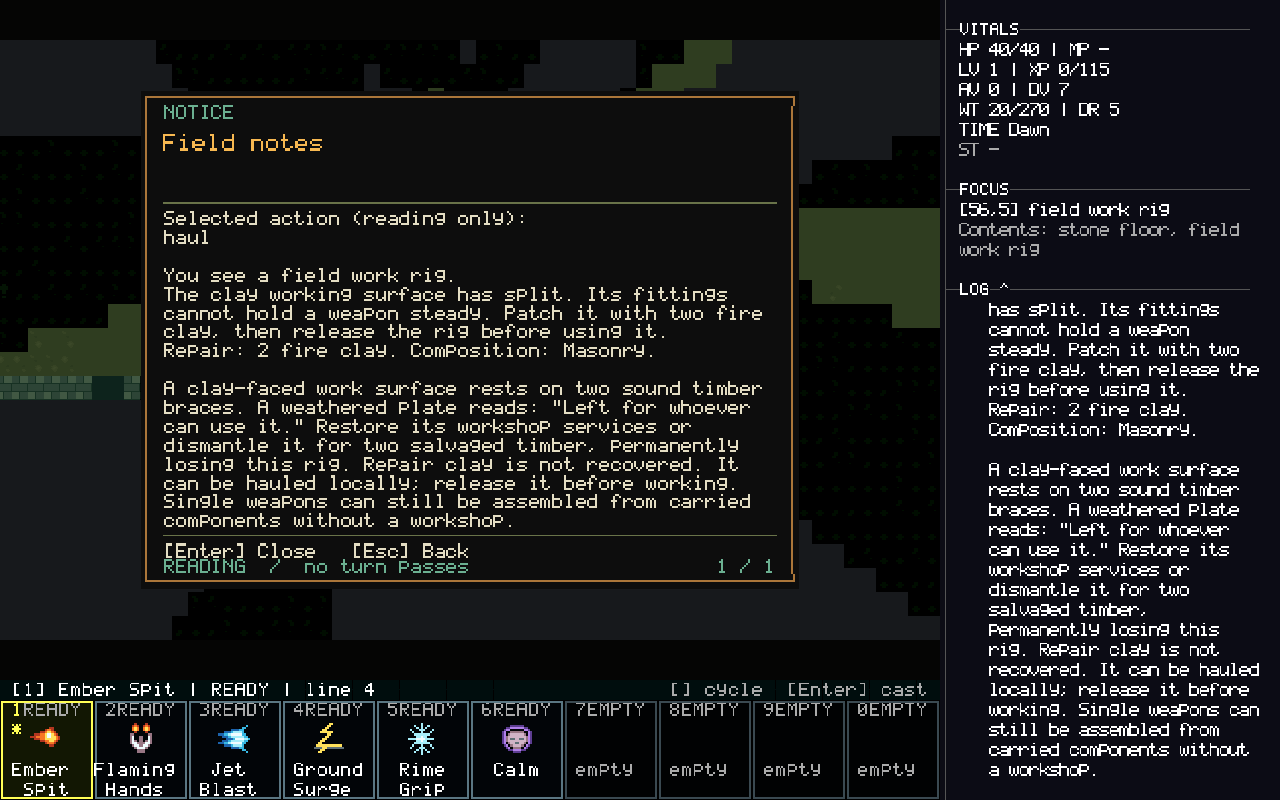 NOTICE
Field notes
Selected action (reading only):
haul
You see a field work rig.
The clay working surface has split. Its fittings
cannot hold a weapon steady. Patch it with two fire
clay, then release the rig before using it.
Repair: 2 fire clay. Composition: Masonry.
A clay-faced work surface rests on two sound timber
braces. A weathered plate reads: "Left for whoever
can use it." Restore its workshop services or
dismantle it for two salvaged timber, permanently
losing this rig. Repair clay is not recovered. It
can be hauled locally; release it before working.
Single weapons can still be assembled from carried
components without a workshop.
[Enter] Close [Esc] Back
READING / no turn passes 1 / 1
VITALS
HP 40/40 | MP -
LV 1 | XP 0/115
AV 0 | DV 7
WT 20/270 | DR 5
TIME Dawn
ST -
FOCUS
[56,5] field work rig
Contents: stone floor, field
work rig
LOG ^
has split. Its fittings
cannot hold a weapon
steady. Patch it with two
fire clay, then release the
rig before using it.
Repair: 2 fire clay.
Composition: Masonry.
A clay-faced work surface
rests on two sound timber
braces. A weathered plate
reads: "Left for whoever
can use it." Restore its
workshop services or
dismantle it for two
salvaged timber,
permanently losing this
rig. Repair clay is not
recovered. It can be hauled
locally; release it before
working. Single weapons can
still be assembled from
carried components without
a workshop.
[1] Ember Spit | READY | line 4 [] cycle [Enter] cast
1READY 2READY 3READY 4READY 5READY 6READY 7EMPTY 8EMPTY 9EMPTY 0EMPTY
*
Ember Flaming Jet Ground Rime Calm empty empty empty empty
Spit Hands Blast Surge Grip